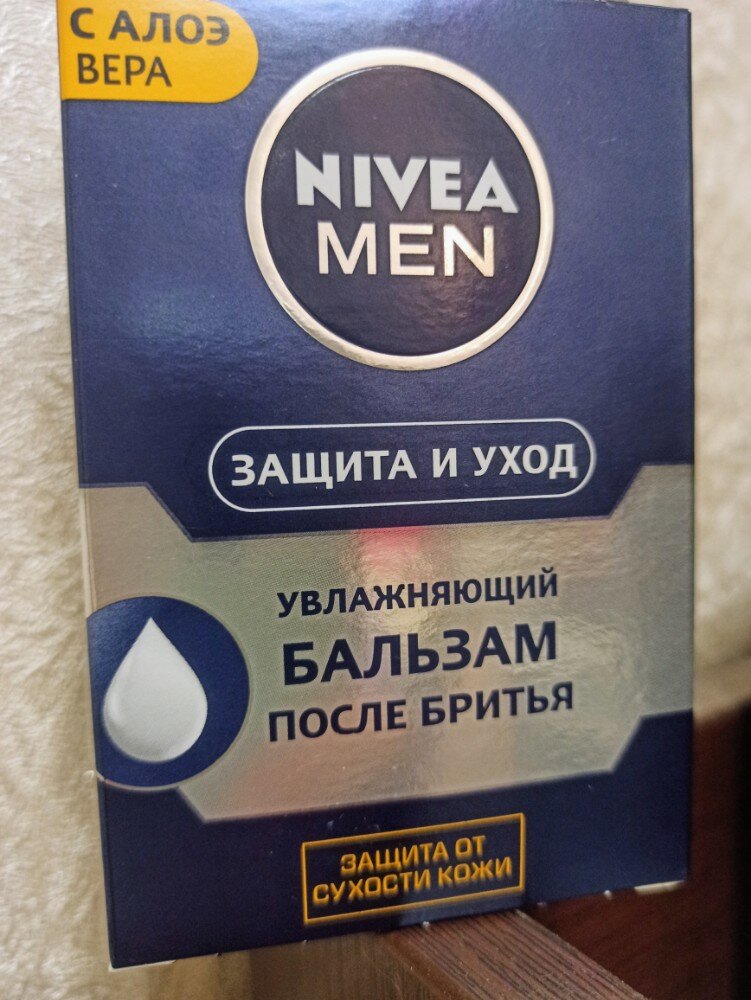 С АЛОЭ
ВЕРА
NIVEA
MEN
ЗАЩИТА И УХОД
УВЛАЖНЯЮЩИЙ
БАЛЬЗАМ
ПОСЛЕ БРИТЬЯ
ЗАЩИТА ОТ
СУХОСТИ КОЖИ